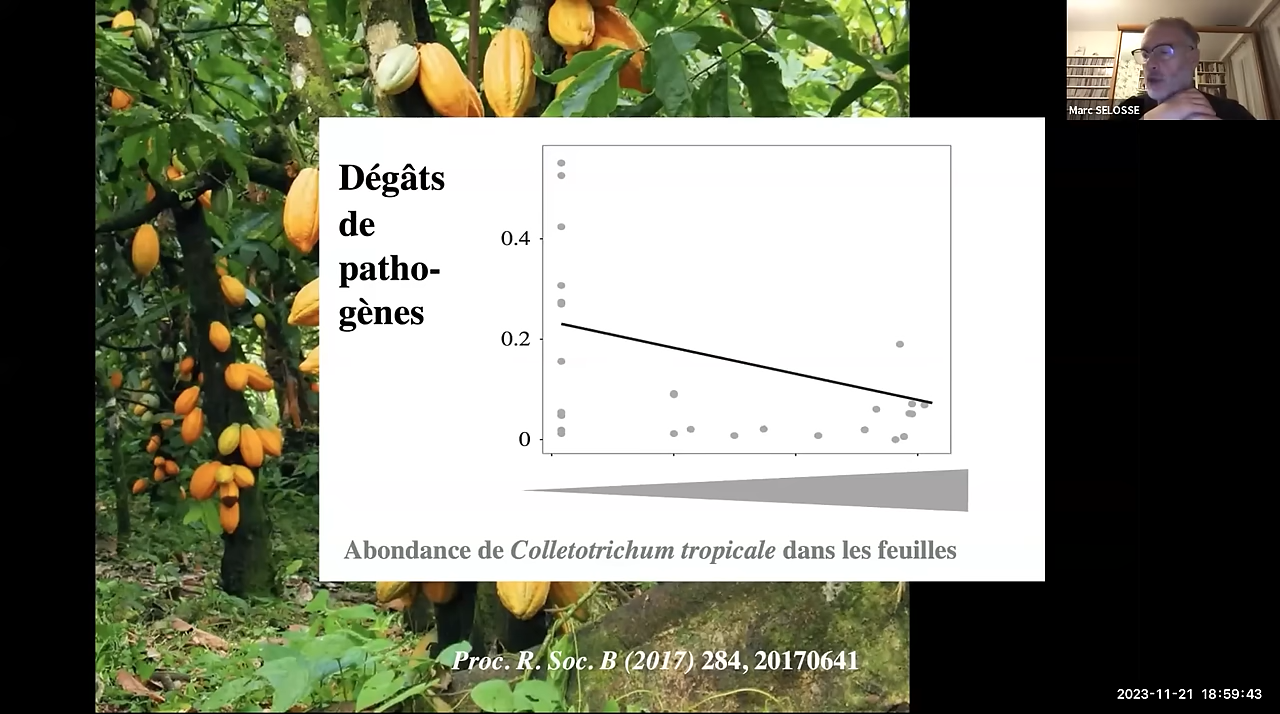 Marc SELOSSE
Dégâts
de
patho-
gènes
0.4
0.2
0
Abondance de Colletotrichum tropicale dans les feuilles
Proc. R. Soc. B (2017) 284, 20170641
2023-11-21 18:59:43